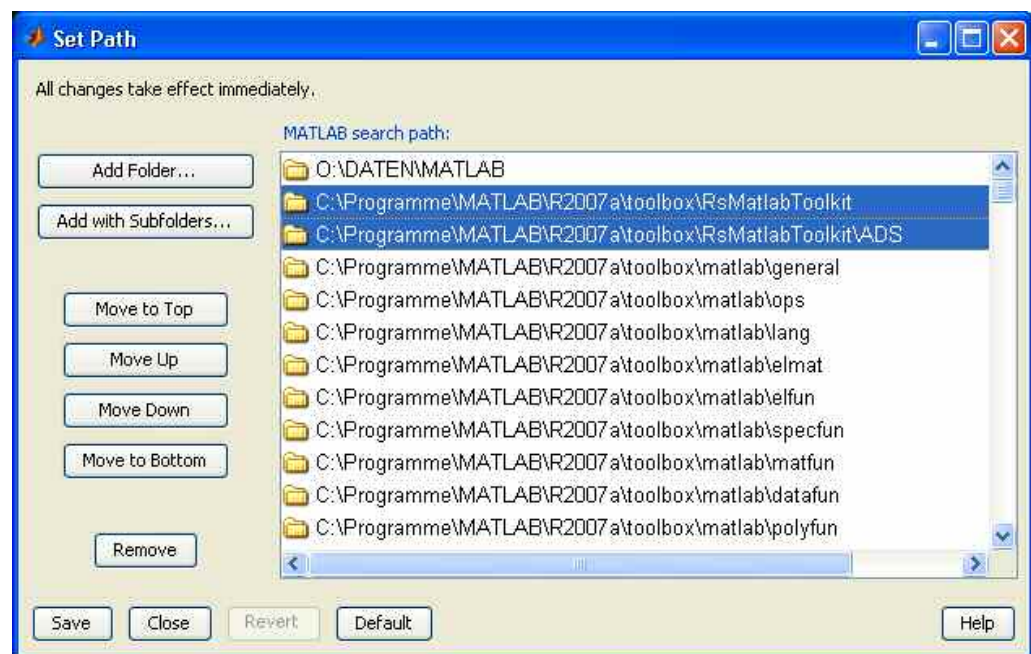 Set Path
All changes take effect immediately.
MATLAB search path:
Add Folder...
Add with Subfolders...
Move to Top
Move Up
Move Down
Move to Bottom
Remove
O:\DATEN\MATLAB
C:\Programme\MATLAB\R2007a\toolbox\RsMatlabToolkit
C:\Programme\MATLAB\R2007a\toolbox\RsMatlabToolkit\ADS
C:\Programme\MATLAB\R2007a\toolbox\matlab\general
C:\Programme\MATLAB\R2007a\toolbox\matlab\ops
C:\Programme\MATLAB\R2007a\toolbox\matlab\lang
C:\Programme\MATLAB\R2007a\toolbox\matlab\elmat
C:\Programme\MATLAB\R2007a\toolbox\matlab\elfun
C:\Programme\MATLAB\R2007a\toolbox\matlab\specfun
C:\Programme\MATLAB\R2007a\toolbox\matlab\matfun
C:\Programme\MATLAB\R2007a\toolbox\matlab\datafun
C:\Programme\MATLAB\R2007a\toolbox\matlab\polyfun
Save
Close
Revert
Default
Help